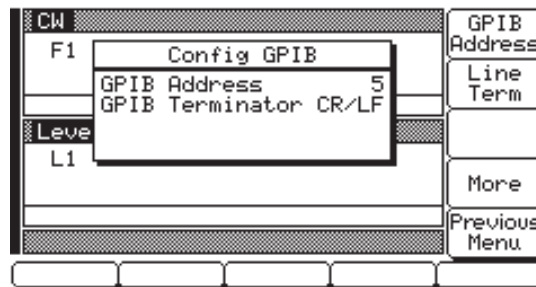 CW
F1
Config GPIB
GPIB Address 5
GPIB Terminator CR/LF
Leve
L1
GPIB
Address
Line
Term
More
Previous
Menu